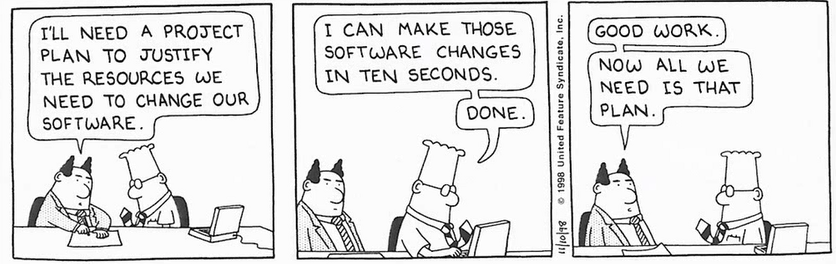 I'LL NEED A PROJECT
PLAN TO JUSTIFY
THE RESOURCES WE
NEED TO CHANGE OUR
SOFTWARE.
I CAN MAKE THOSE
SOFTWARE CHANGES
IN TEN SECONDS.
DONE.
11/10/98 © 1998 United Feature Syndicate, Inc.
GOOD WORK.
NOW ALL WE
NEED IS THAT
PLAN.